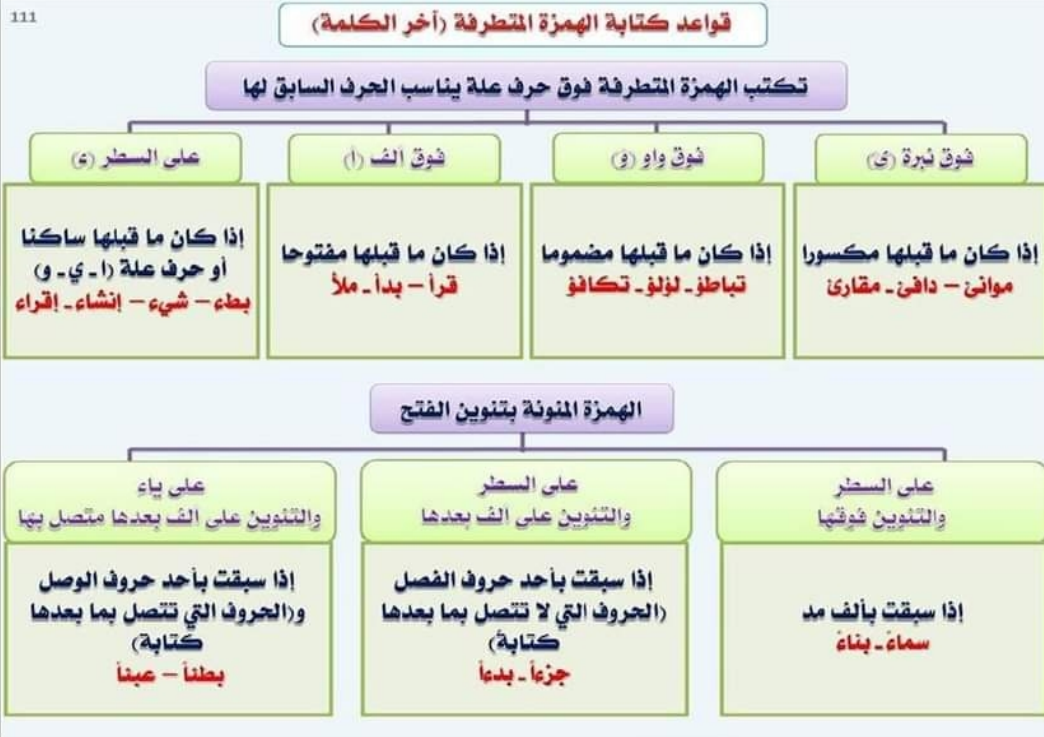 111
قواعد كتابة الهمزة المتطرفة (آخر الكلمة)
تكتب الهمزة المتطرفة فوق حرف علة يناسب الحرف السابق لها
فوق نبرة (ئ)
إذا كان ما قبلها مكسورا
موانئ – دافئ - مقارئ
فوق واو (ؤ)
إذا كان ما قبلها مضموما
تباطؤ - لؤلؤ - تكافؤ
فوق ألف (أ)
إذا كان ما قبلها مفتوحا
قرأ – بدأ - ملأ
على السطر (ء)
إذا كان ما قبلها ساكنا
أو حرف علة (ا - ي - و)
بطء – شيء – إنشاء - إقراء
الهمزة المنونة بتنوين الفتح
على السطر
والتنوين فوقها
إذا سبقت بألف مد
سماءً - بناءً
على السطر
والتنوين على الف بعدها
إذا سبقت بأحد حروف الفصل
(الحروف التي لا تتصل بما بعدها
كتابة)
جزءاً - بدءاً
على ياء
والتنوين على الف بعدها متصل بها
إذا سبقت بأحد حروف الوصل
و(الحروف التي تتصل بما بعدها
كتابة)
بطئاً – عبئاً